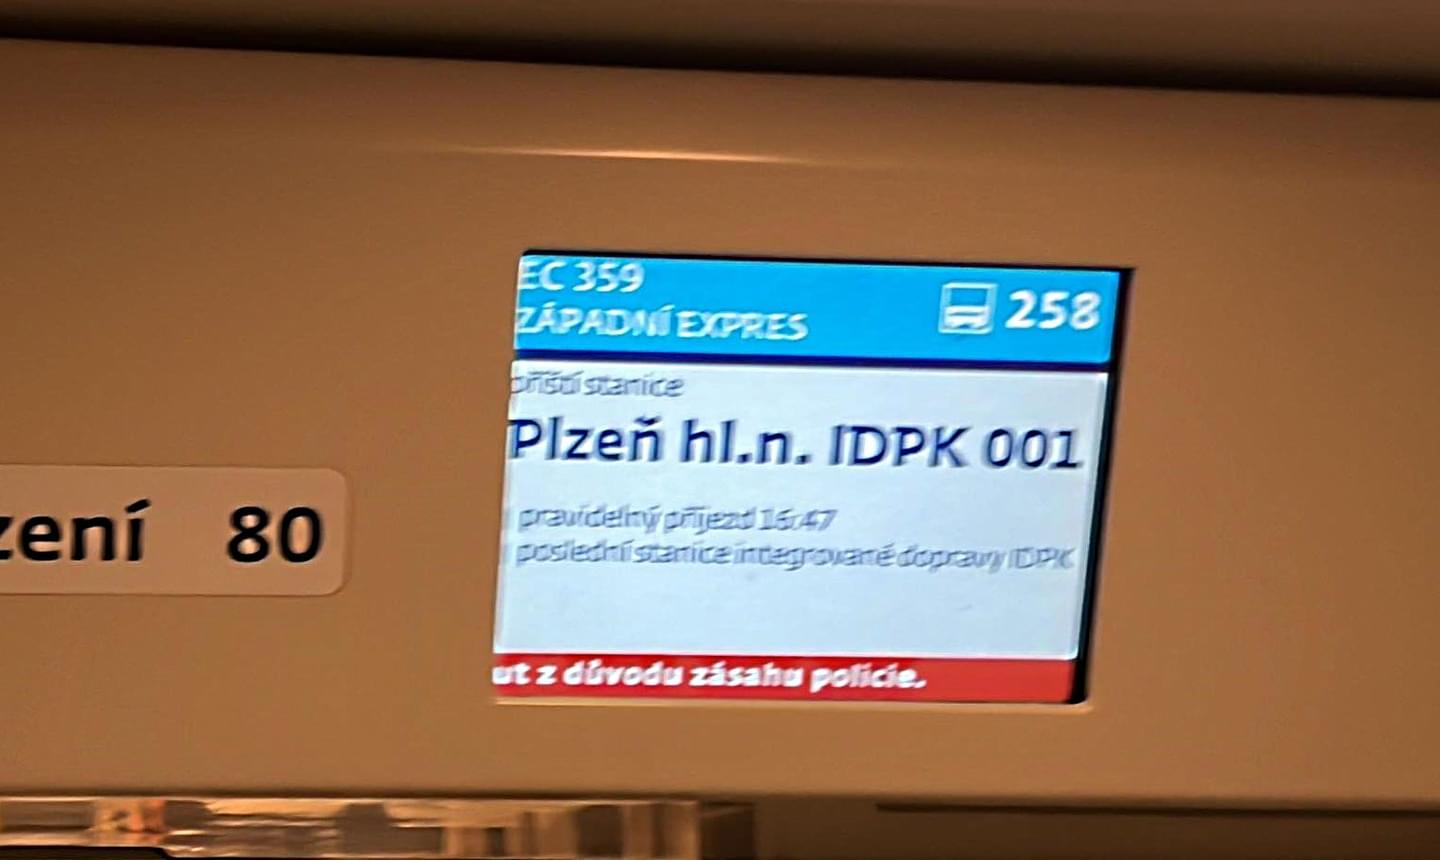 EC 359
ZÁPADNÍ EXPRES
258
příští stanice
Plzeň hl.n. IDPK 001
pravidelný příjezd 16:47
poslední stanice integrované dopravy IDPK
ut z důvodu zásahu policie.
zení 80